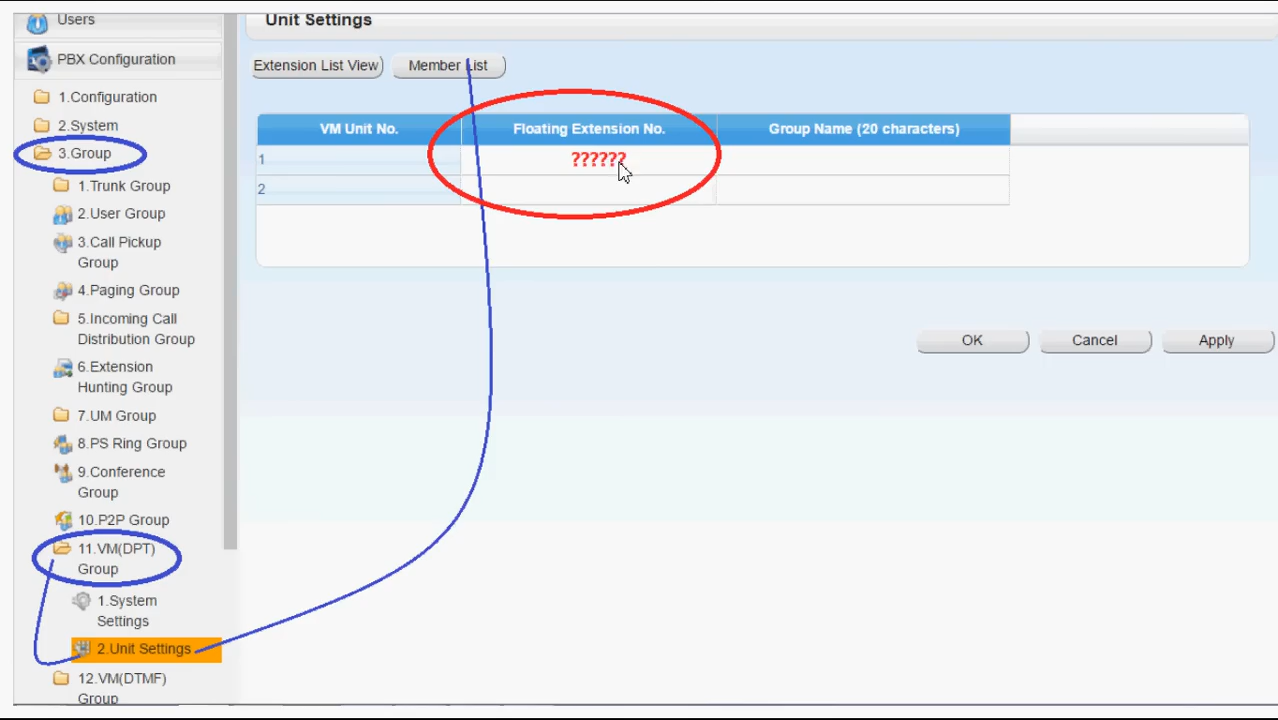 Users
PBX Configuration
1.Configuration
2.System
3.Group
1.Trunk Group
2.User Group
3.Call Pickup
Group
4.Paging Group
5.Incoming Call
Distribution Group
6.Extension
Hunting Group
7.UM Group
8.PS Ring Group
9.Conference
Group
10.P2P Group
11.VM(DPT)
Group
1.System
Settings
2.Unit Settings
12.VM(DTMF)
Group
Unit Settings
Extension List View Member List
VM Unit No. Floating Extension No. Group Name (20 characters)
1 ??????
2
OK Cancel Apply